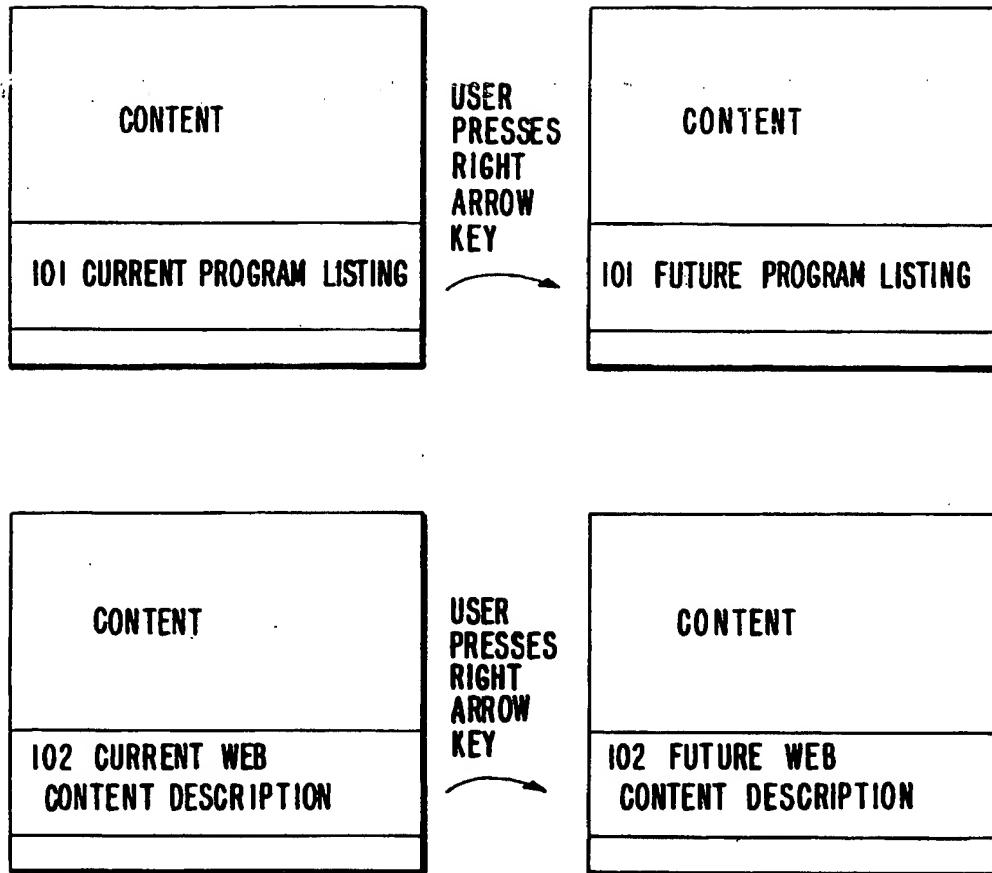 CONTENT
101 CURRENT PROGRAM LISTING
USER
PRESSES
RIGHT
ARROW
KEY
CONTENT
101 FUTURE PROGRAM LISTING
CONTENT
102 CURRENT WEB
CONTENT DESCRIPTION
USER
PRESSES
RIGHT
ARROW
KEY
CONTENT
102 FUTURE WEB
CONTENT DESCRIPTION